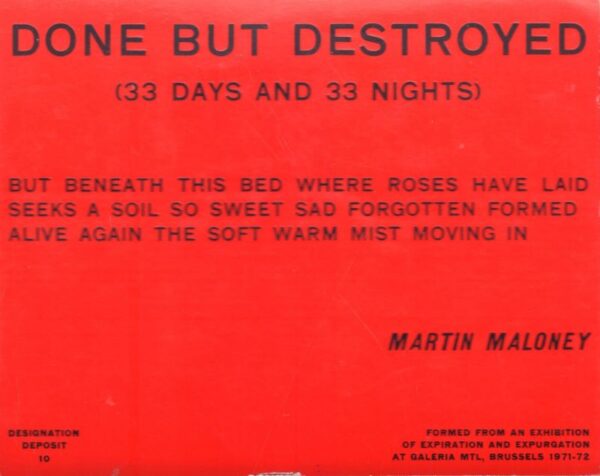 DONE BUT DESTROYED
(33 DAYS AND 33 NIGHTS)
BUT BENEATH THIS BED WHERE ROSES HAVE LAID
SEEKS A SOIL SO SWEET SAD FORGOTTEN FORMED
ALIVE AGAIN THE SOFT WARM MIST MOVING IN
MARTIN MALONEY
DESIGNATION
DEPOSIT
10
FORMED FROM AN EXHIBITION
OF EXPIRATION AND EXPURGATION
AT GALERIA MTL, BRUSSELS 1971-72